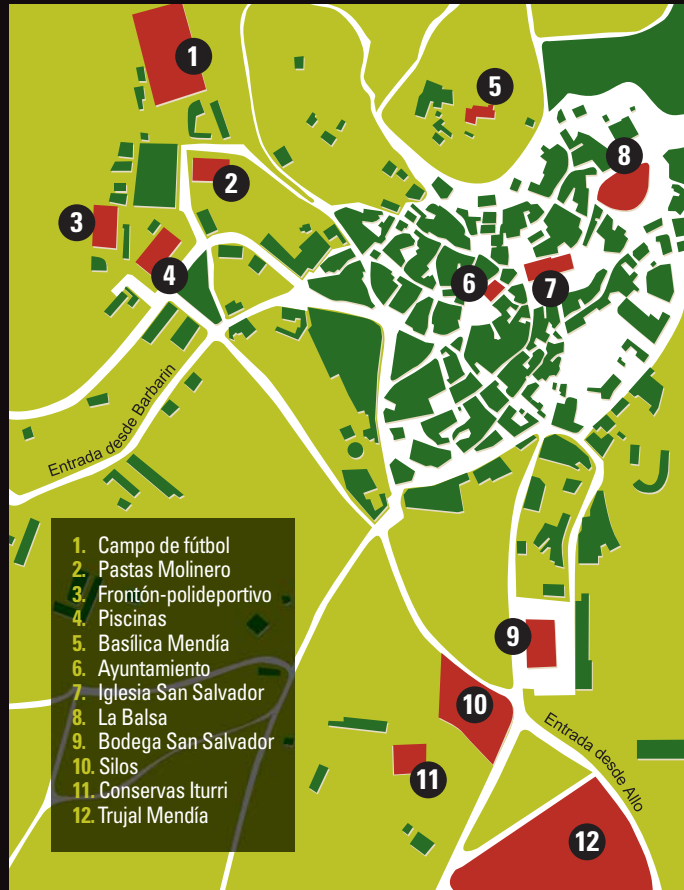 1
5
8
2
3
4
6
7
Entrada desde Barbarin
1. Campo de fútbol
2. Pastas Molinero
3. Frontón-polideportivo
4. Piscinas
5. Basílica Mendía
6. Ayuntamiento
7. Iglesia San Salvador
8. La Balsa
9. Bodega San Salvador
10. Silos
11. Conservas Iturri
12. Trujal Mendía
9
10
Entrada desde Allo
11
12